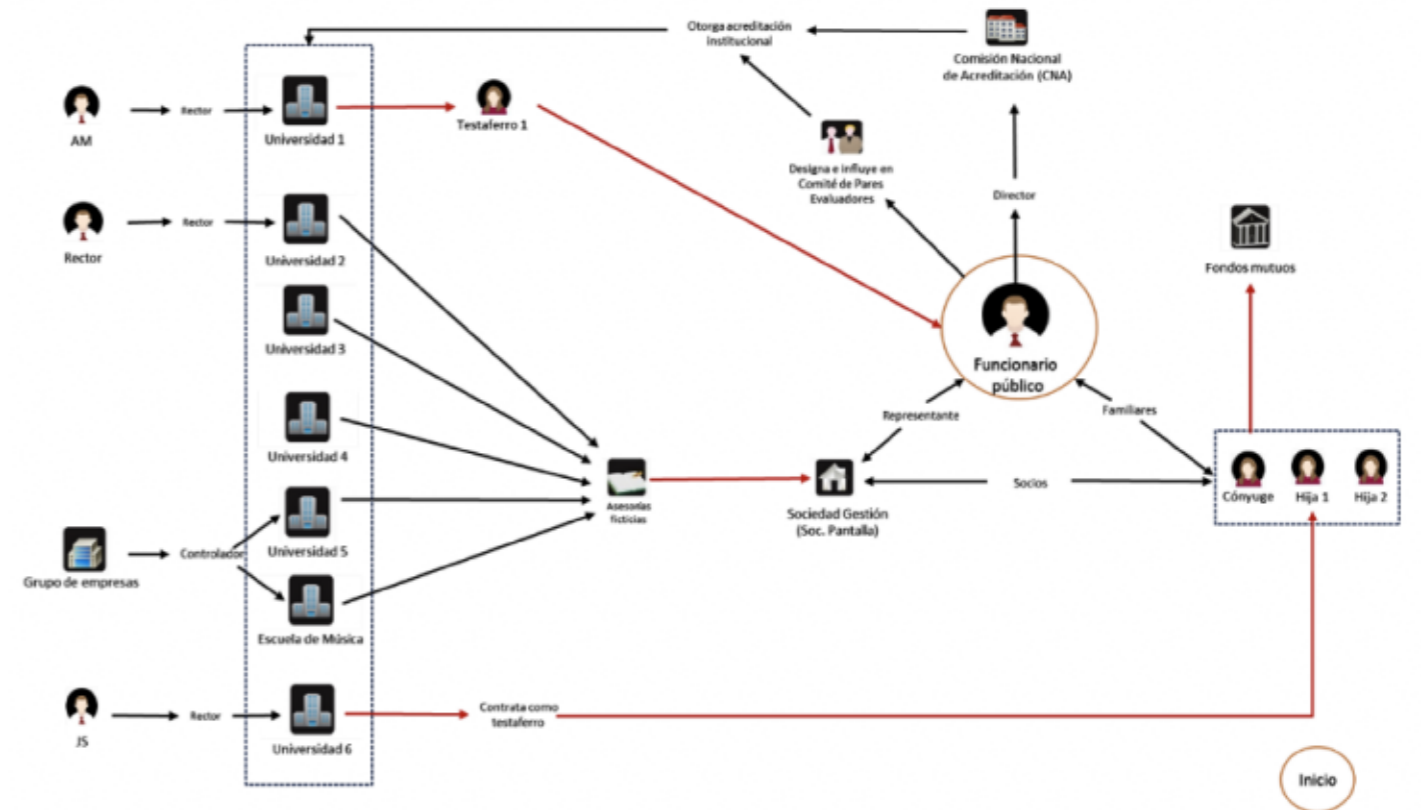 Otorga acreditación
institucional
Comisión Nacional
de Acreditación (CNA)
AM
Rector
Universidad 1
Testaferro 1
Designa e influye en
Comité de Pares
Evaluadores
Director
Rector
Rector
Universidad 2
Fondos mutuos
Universidad 3
Funcionario
público
Representante
Familiares
Universidad 4
Asesorías
ficticias
Sociedad Gestión
(Soc. Pantalla)
Socios
Cónyuge
Hija 1
Hija 2
Grupo de empresas
Controlador
Universidad 5
Escuela de Música
JS
Rector
Universidad 6
Contrata como
testaferro
Inicio